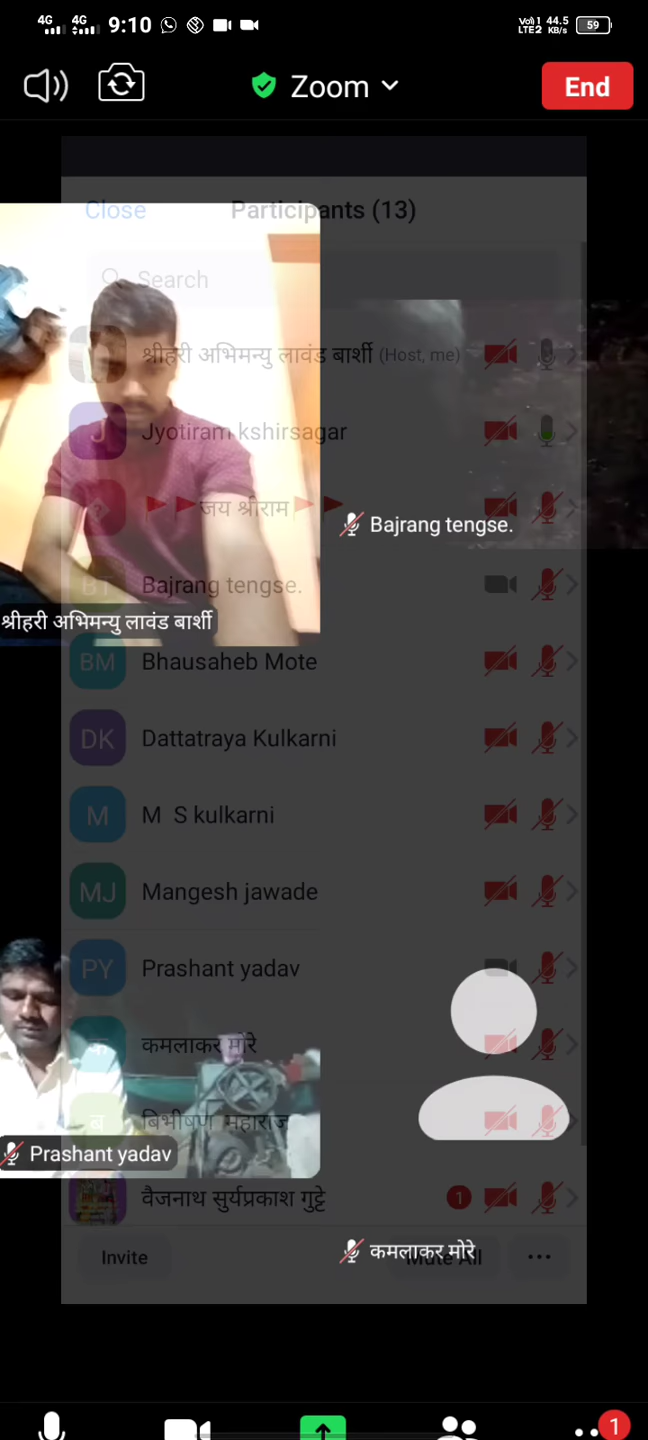 4G 4G 9:10 Vo) 1 LTE2 44.5 KB/s 59
Zoom End
Close Participants (13)
Search
श्रीहरी अभिमन्यु लावंड बार्शी (Host, me)
J Jyotiram kshirsagar
? जय श्रीराम
Bajrang tengse.
BT Bajrang tengse.
श्रीहरी अभिमन्यु लावंड बार्शी
BM Bhausaheb Mote
DK Dattatraya Kulkarni
M M S kulkarni
MJ Mangesh jawade
PY Prashant yadav
क कमलाकर मोरे
ब बिभीषण महाराज
Prashant yadav
वैजनाथ सुर्यप्रकाश गुट्टे 1
कमलाकर मोरे
Invite Mute All ...
1